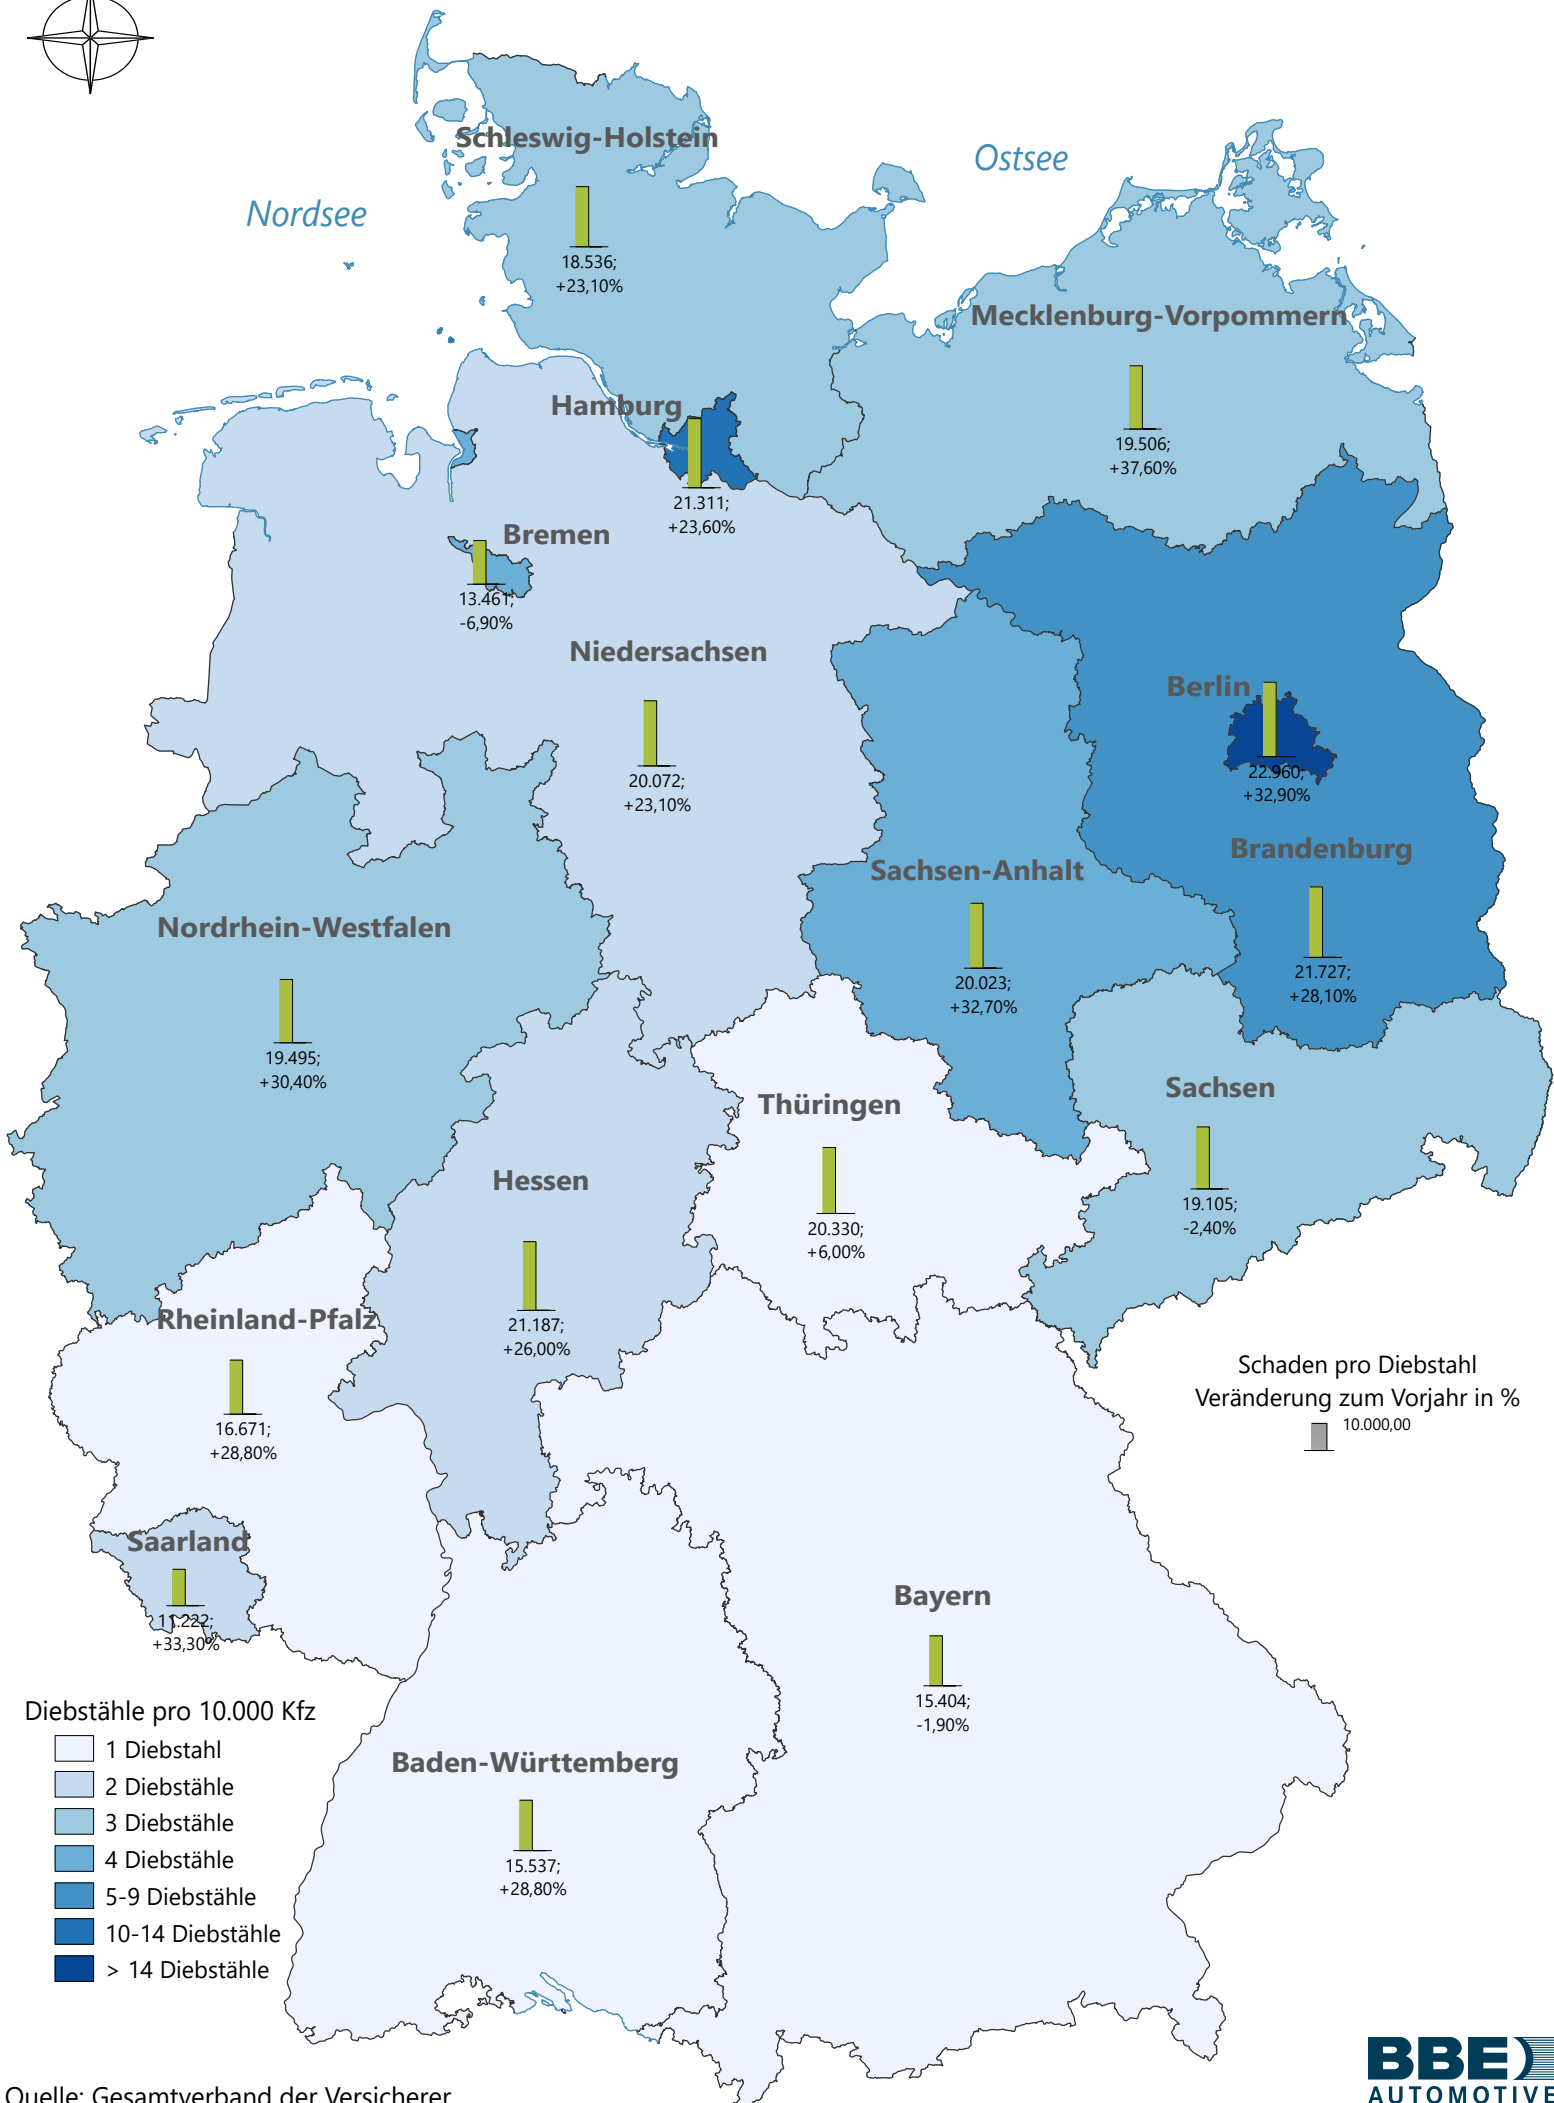 Schleswig-Holstein
Ostsee
Nordsee
18.536;
+23,10%
Mecklenburg-Vorpommern
Hamburg
19.506;
+37,60%
21.311;
+23,60%
Bremen
13.461;
-6,90%
Niedersachsen
Berlin
20.072;
+23,10%
22.960;
+32,90%
Brandenburg
Sachsen-Anhalt
Nordrhein-Westfalen
21.727;
+28,10%
20.023;
+32,70%
19.495;
+30,40%
Sachsen
Thüringen
Hessen
19.105;
-2,40%
20.330;
+6,00%
Rheinland-Pfalz
21.187;
+26,00%
Schaden pro Diebstahl
Veränderung zum Vorjahr in %
10.000,00
16.671;
+28,80%
Saarland
11.222;
+33,30%
Bayern
15.404;
-1,90%
Baden-Württemberg
15.537;
+28,80%
Diebstähle pro 10.000 Kfz
1 Diebstahl
2 Diebstähle
3 Diebstähle
4 Diebstähle
5-9 Diebstähle
10-14 Diebstähle
> 14 Diebstähle
BBE
AUTOMOTIVE
Quelle: Gesamtverband der Versicherer